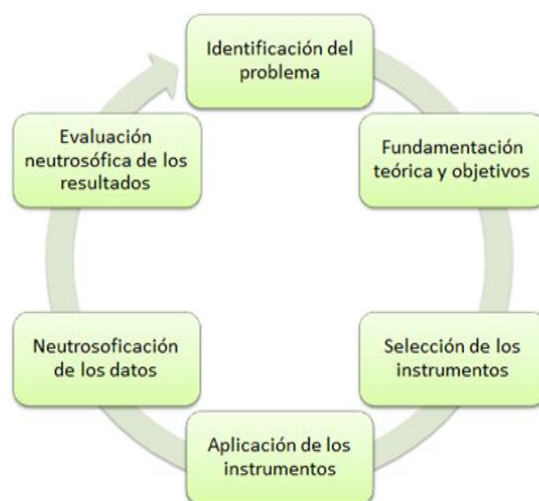 Identificación del
problema
Fundamentación
teórica y objetivos
Selección de los
instrumentos
Aplicación de los
instrumentos
Neutrosoficación
de los datos
Evaluación
neutrosófica de los
resultados